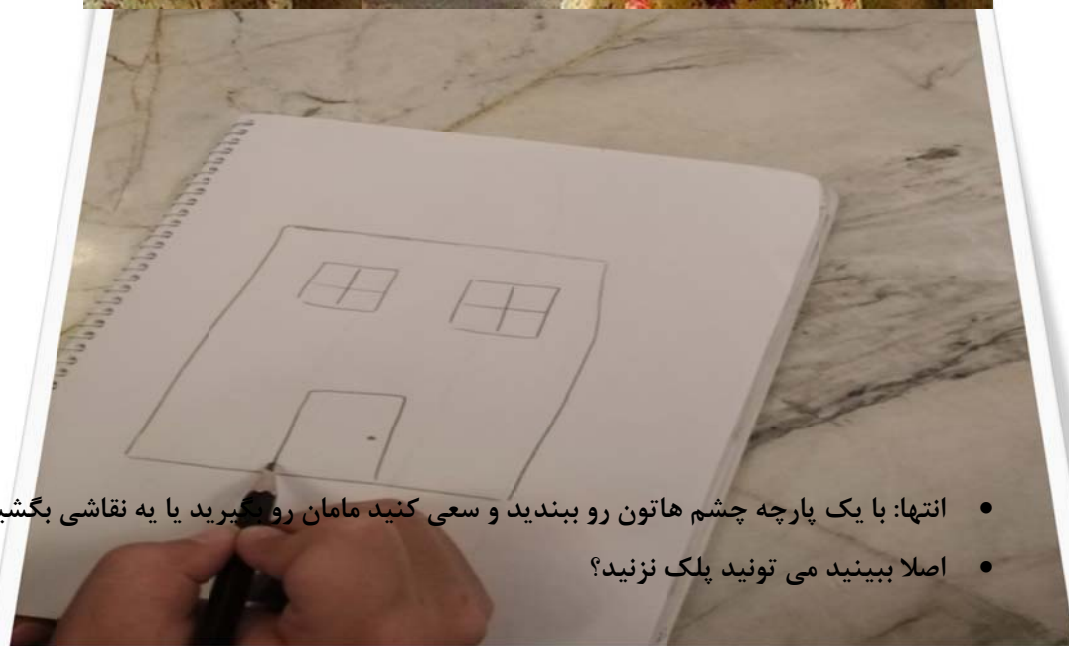 • انتها: با یک پارچه چشم هاتون رو ببندید و سعی کنید مامان رو بگیرید یا یه نقاشی
• اصلا ببینید می تونید پلک نزنید؟